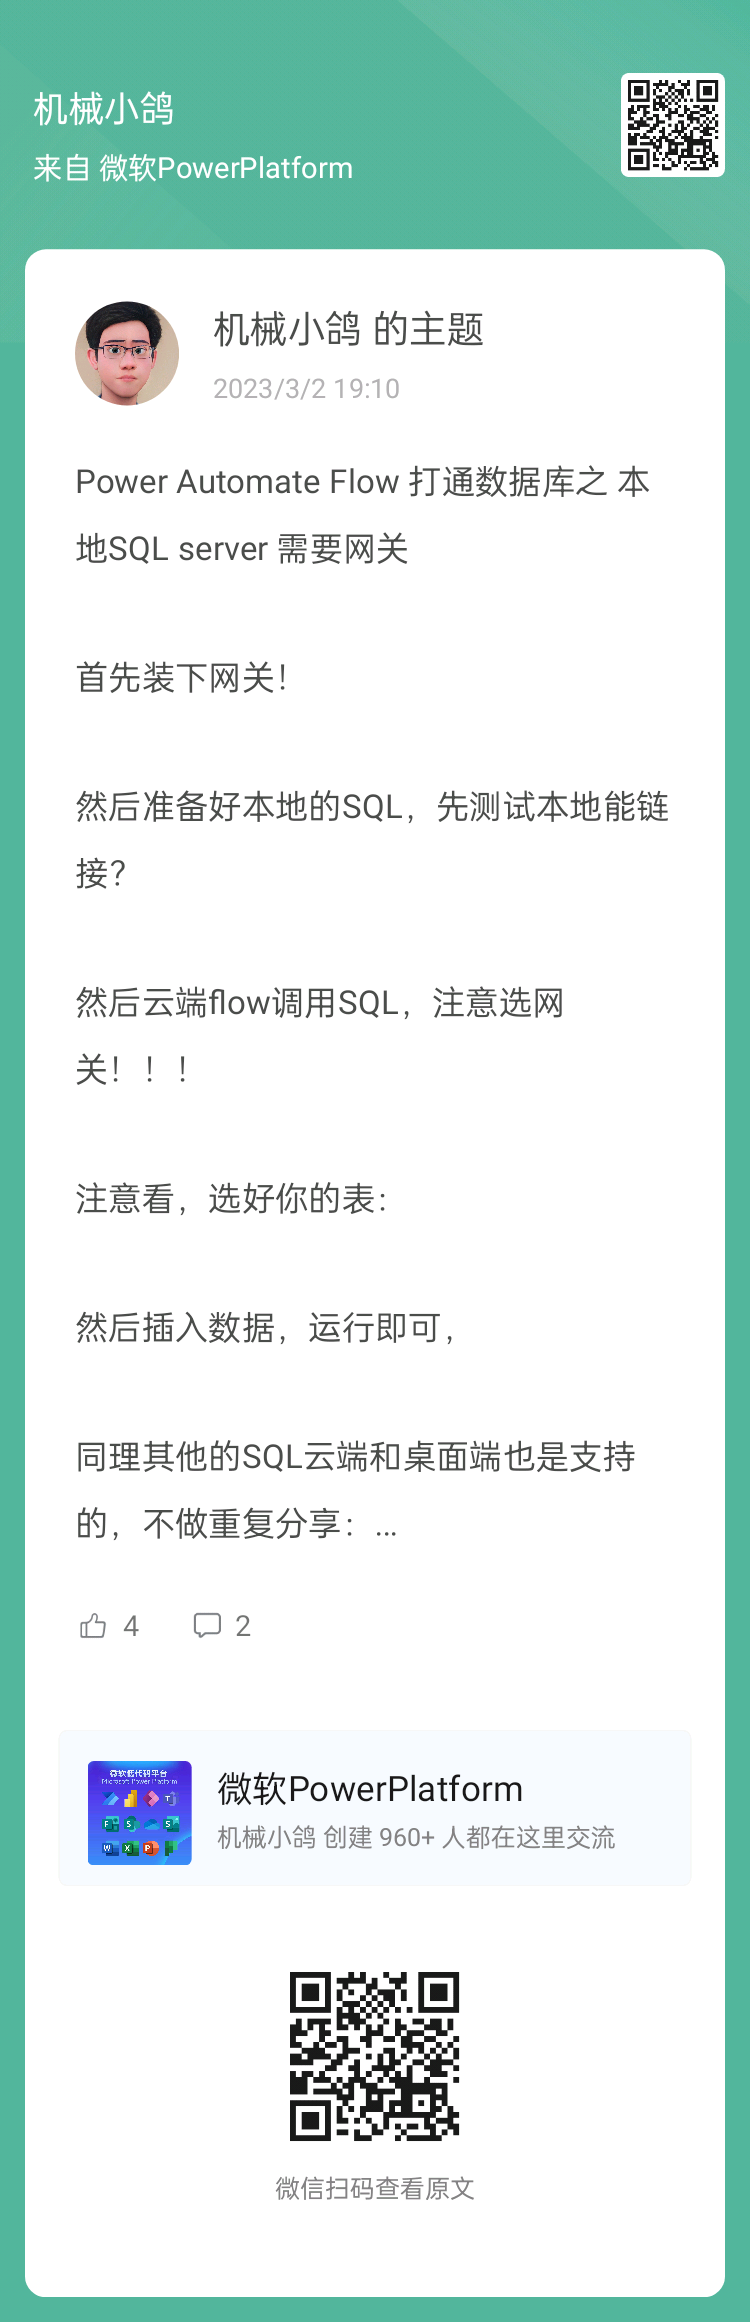 机械小鸽
来自 微软PowerPlatform
机械小鸽 的主题
2023/3/2 19:10
Power Automate Flow 打通数据库之 本
地SQL server 需要网关
首先装下网关！
然后准备好本地的SQL，先测试本地能链
接？
然后云端flow调用SQL，注意选网
关！！！
注意看，选好你的表：
然后插入数据，运行即可，
同理其他的SQL云端和桌面端也是支持
的，不做重复分享：...
4 2
微软低代码平台
Microsoft Power Platform
微软PowerPlatform
机械小鸽 创建 960+ 人都在这里交流
微信扫码查看原文